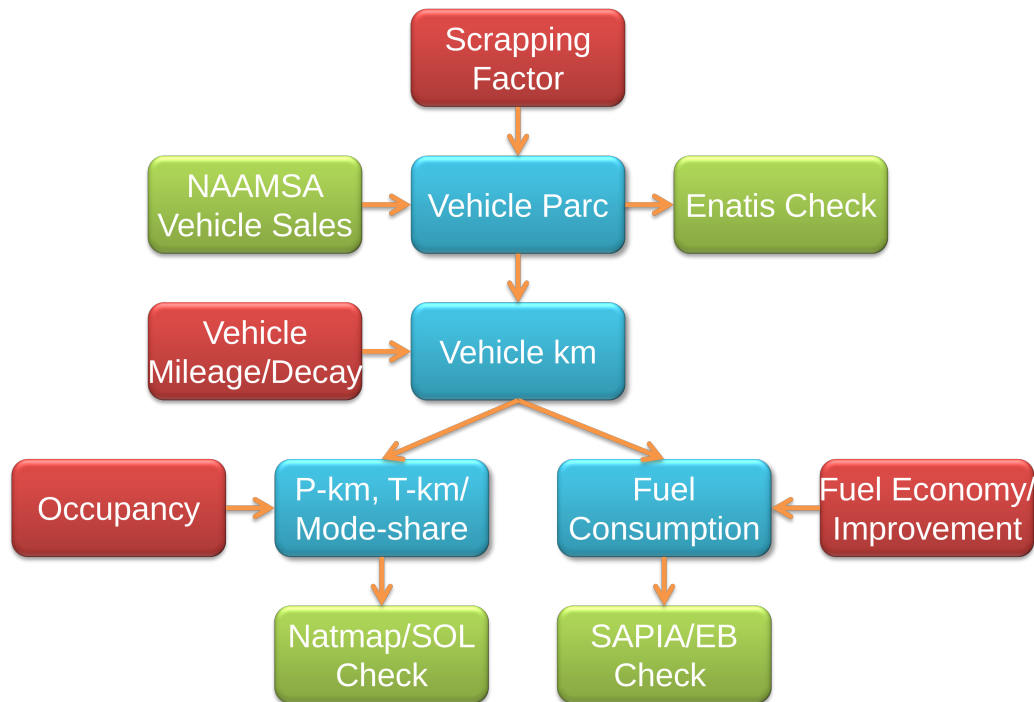 Scrapping
Factor
NAAMSA
Vehicle Sales
Vehicle Parc
Enatis Check
Vehicle
Mileage/Decay
Vehicle km
Occupancy
P-km, T-km/
Mode-share
Fuel
Consumption
Fuel Economy/
Improvement
Natmap/SOL
Check
SAPIA/EB
Check